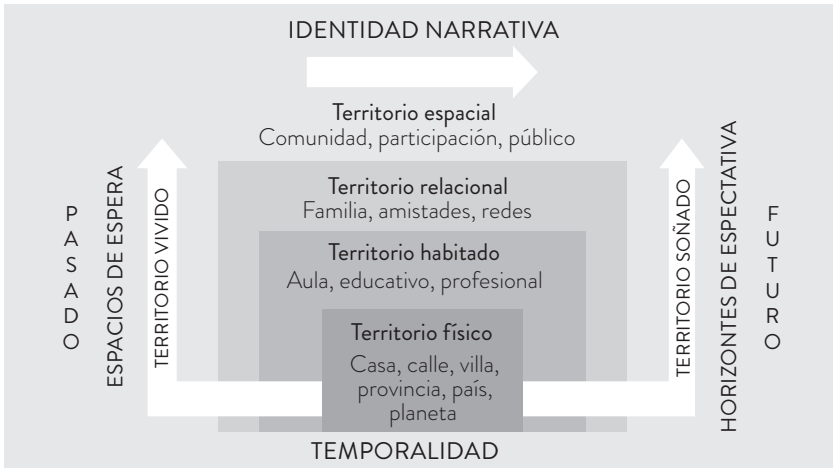 IDENTIDAD NARRATIVA
Territorio espacial
Comunidad, participación, público
Territorio relacional
Familia, amistades, redes
Territorio habitado
Aula, educativo, profesional
Territorio físico
Casa, calle, villa,
provincia, país,
planeta
PASADO
ESPACIOS DE ESPERA
TERRITORIO VIVIDO
TERRITORIO SOÑADO
HORIZONTES DE ESPECTATIVA
FUTURO
TEMPORALIDAD